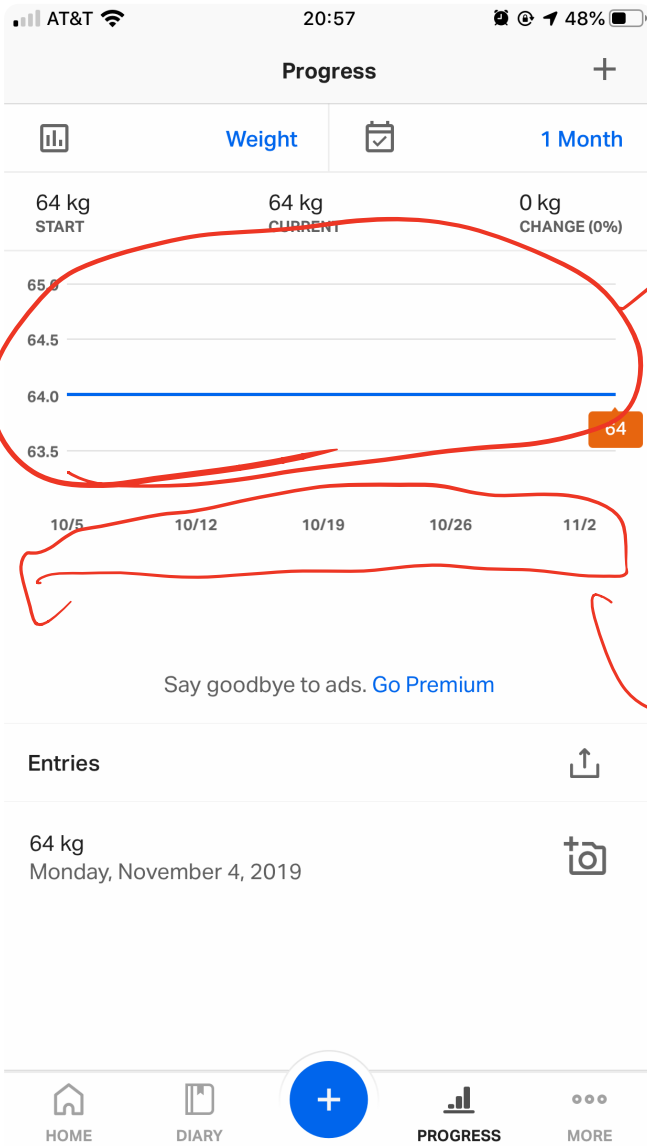 AT&T 20:57 48%
Progress +
Weight 1 Month
64 kg 64 kg 0 kg
START CURRENT CHANGE (0%)
65.0
64.5
64.0
64
63.5
10/5 10/12 10/19 10/26 11/2
Say goodbye to ads. Go Premium
Entries
64 kg
Monday, November 4, 2019
HOME DIARY PROGRESS MORE